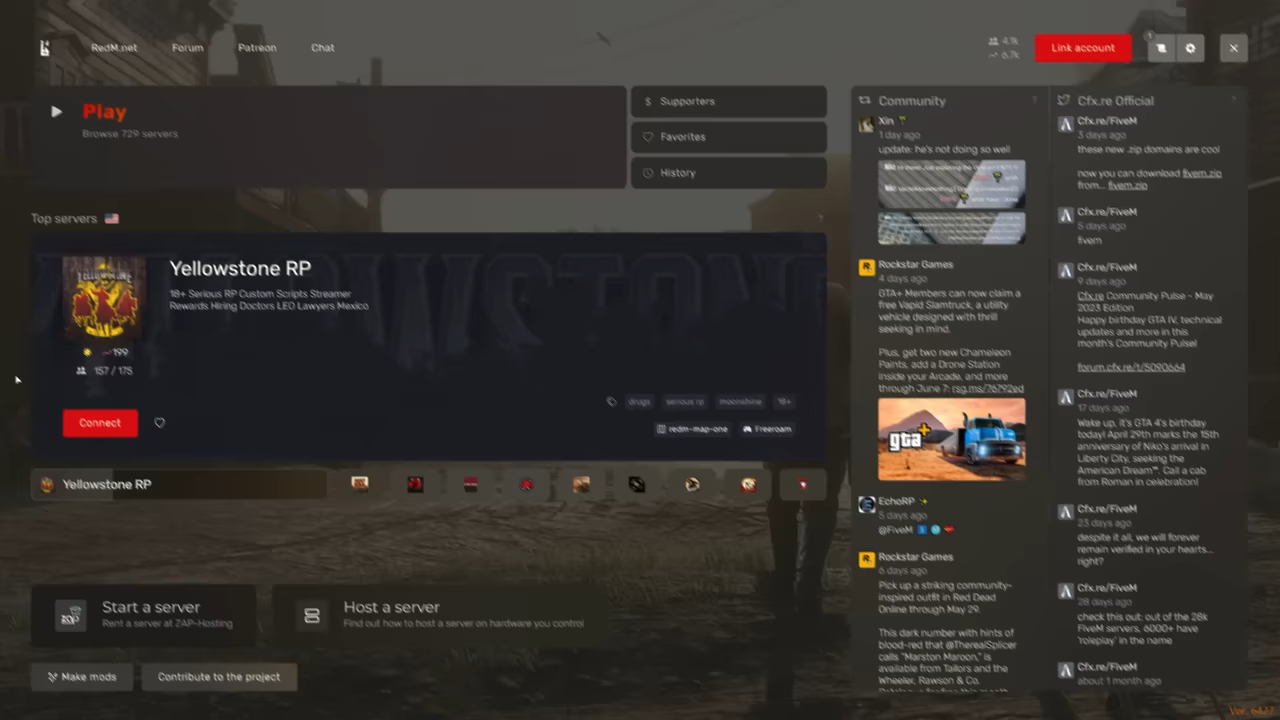 RedM.net
Forum
Patreon
Chat
4.1k
6.7k
Link account
1
Play
Browse 729 servers
$ Supporters
Favorites
History
Top servers
Yellowstone RP
18+ Serious RP Custom Scripts Streamer
Rewards Hiring Doctors LEO Lawyers Mexico
199
157 / 175
drugs
serious rp
moonshine
18+
Connect
redm-map-one
Freeroam
Yellowstone RP
Start a server
Rent a server at ZAP-Hosting
Host a server
Find out how to host a server on hardware you control
Make mods
Contribute to the project
Community
?
Xin
1 day ago
update: he's not doing so well
Rockstar Games
4 days ago
GTA+ Members can now claim a
free Vapid Slamtruck, a utility
vehicle designed with thrill
seeking in mind.
Plus, get two new Chameleon
Paints, add a Drone Station
inside your Arcade, and more
through June 7: rsg.ms/76792ed
gta+
EchoRP
5 days ago
@FiveM
Rockstar Games
6 days ago
Pick up a striking community-
inspired outfit in Red Dead
Online through May 29.
This dark number with hints of
blood-red that @TherealSplicer
calls "Marston Maroon," is
available from Tailors and the
Wheeler, Rawson & Co.
Cfx.re Official
?
Cfx.re/FiveM
3 days ago
these new .zip domains are cool
now you can download fivem.zip
from... fivem.zip
Cfx.re/FiveM
5 days ago
fivem
Cfx.re/FiveM
9 days ago
Cfx.re Community Pulse - May
2023 Edition
Happy birthday GTA IV, technical
updates and more in this
month's Community Pulse!
forum.cfx.re/t/5090664
Cfx.re/FiveM
17 days ago
Wake up, it's GTA 4's birthday
today! April 29th marks the 15th
anniversary of Niko's arrival in
Liberty City, seeking the
American Dream™. Call a cab
from Roman in celebration!
Cfx.re/FiveM
23 days ago
despite it all, we will forever
remain verified in your hearts...
right?
Cfx.re/FiveM
28 days ago
check this out: out of the 28k
FiveM servers, 6000+ have
'roleplay' in the name
Cfx.re/FiveM
about 1 month ago
Ver. 6427